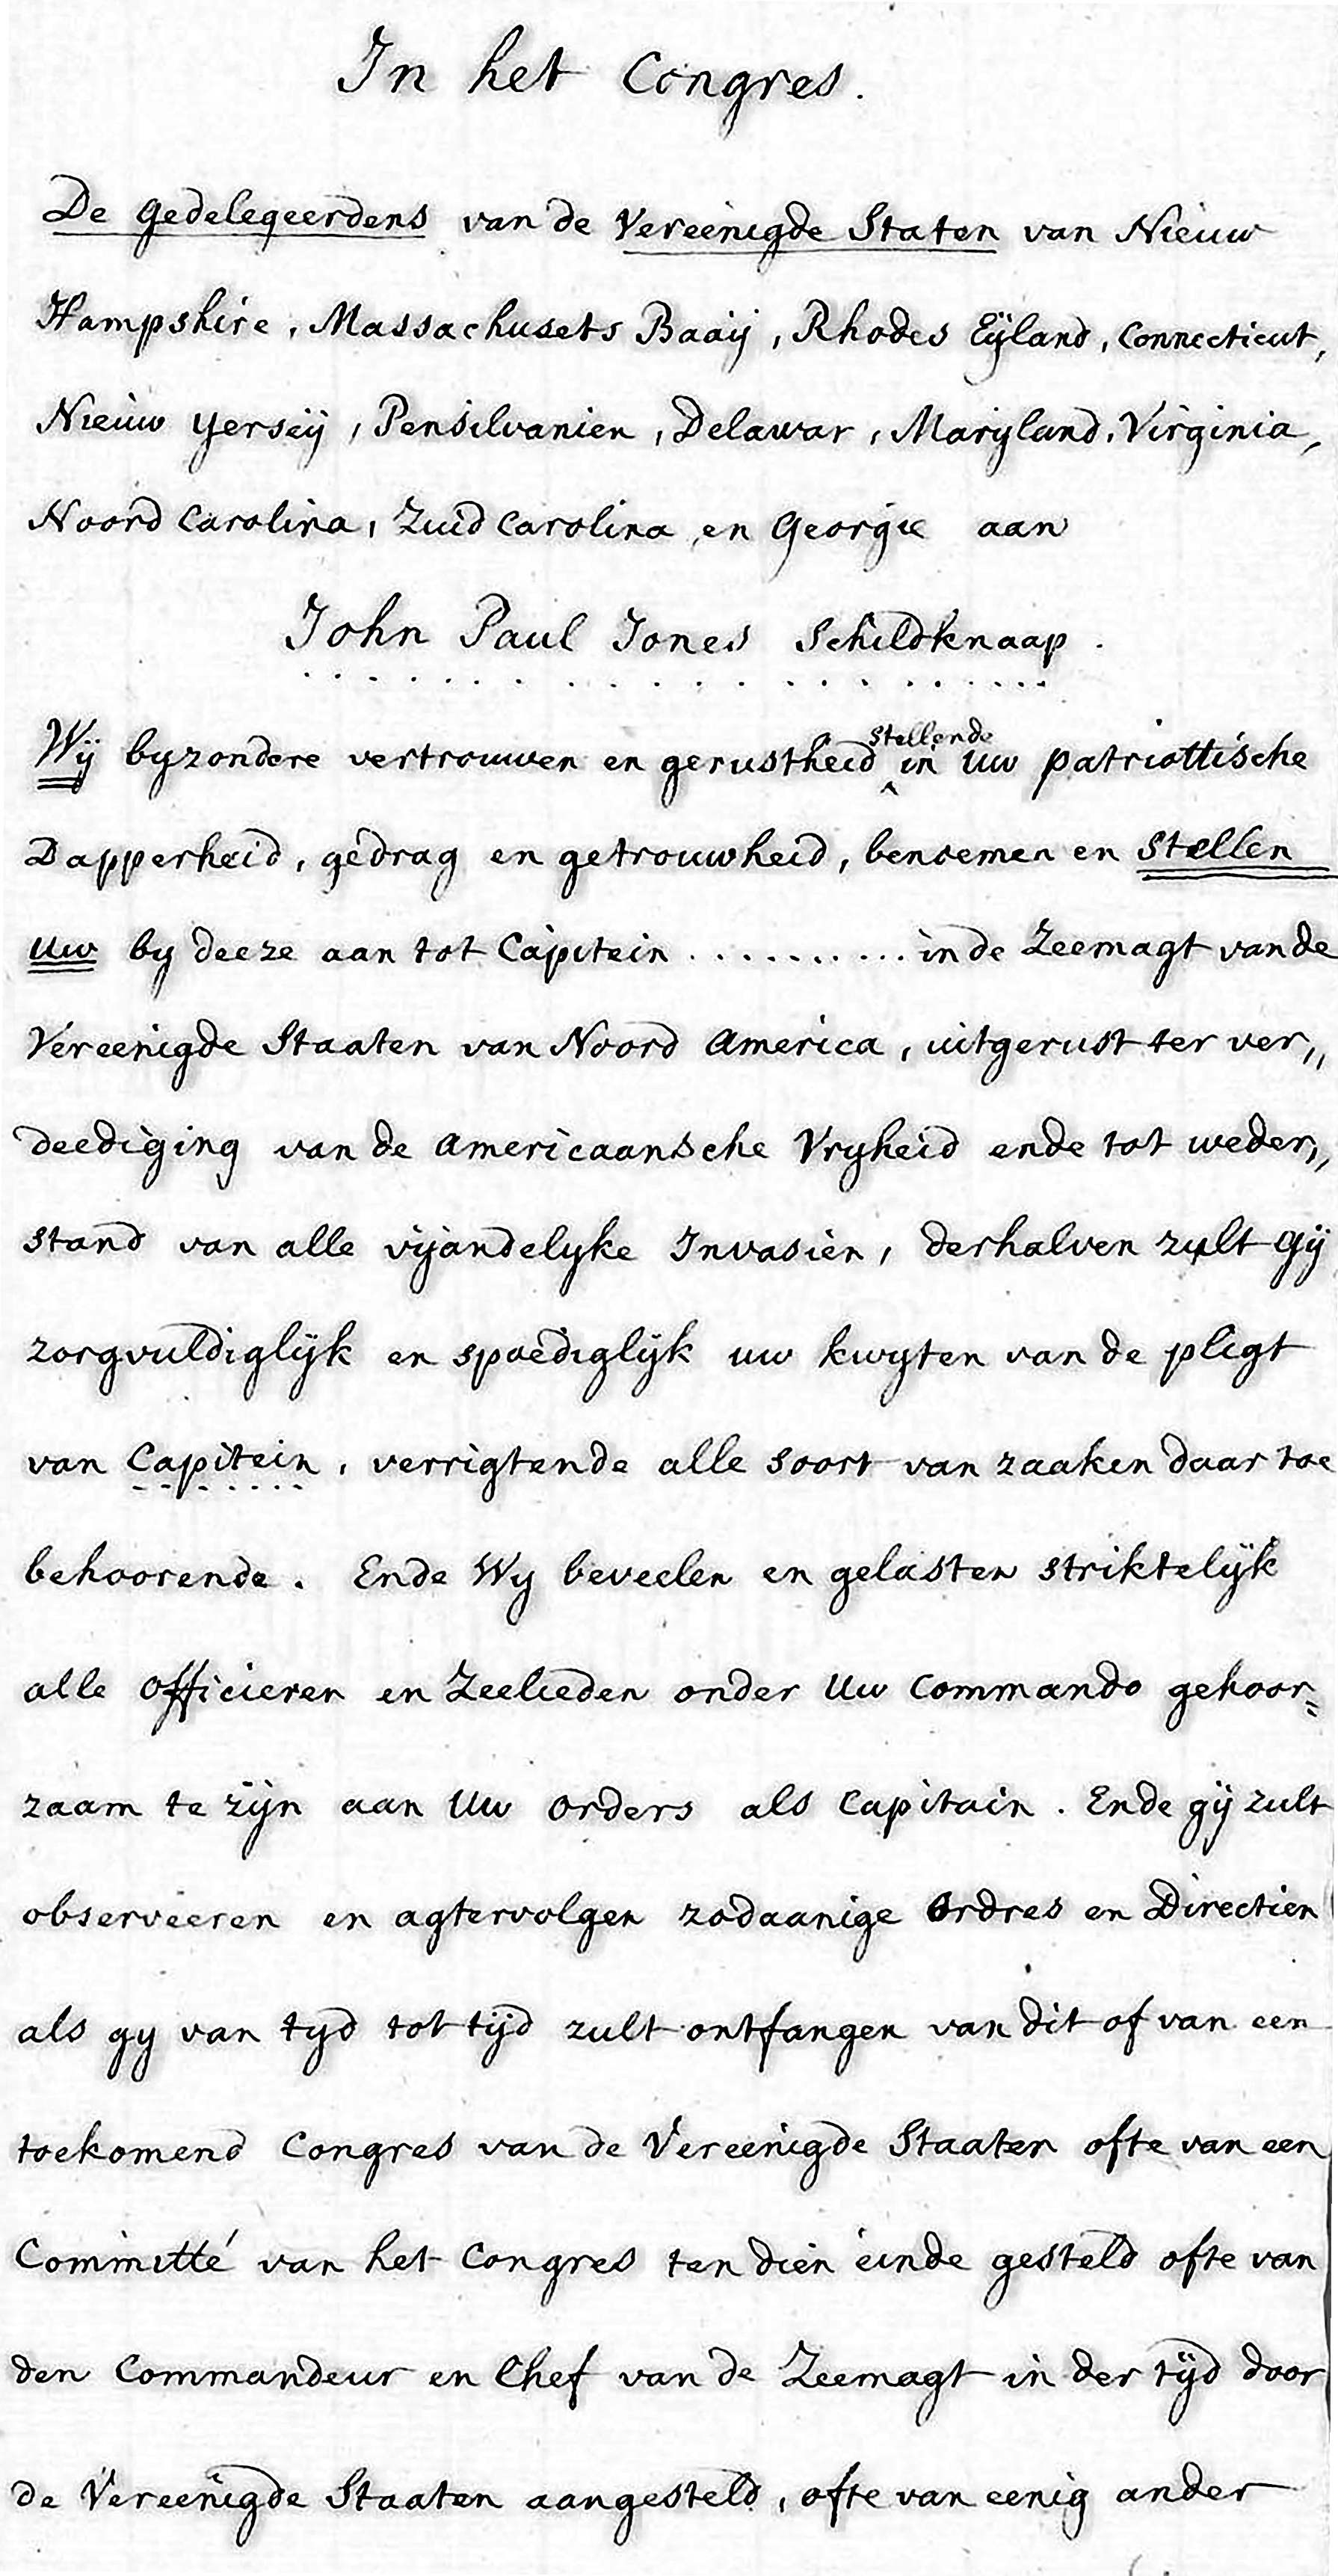 In het Congres.
De Gedelegeerdens van de Vereenigde Staten van Nieuw
Hampshire, Massachusets Baaij, Rhodes Eijland, Connecticut,
Nieuw Yerseij, Pensilvanien, Delawar, Marijland, Virginia,
Noord Carolina, Zuid Carolina, en Georgie aan
John Paul Jones Schildknaap.
Wij byzondere vertrouwen en gerustheid stellende in Uw patriottische
Dapperheid, gedrag en getrouwheid, benoemen en Stellen
Uw by deeze aan tot Capitein ........... in de Zeemagt van de
Vereenigde Staaten van Noord America, uitgerust ter ver„
deediging van de Americaansche Vryheid ende tot weder„
stand van alle vijandelyke Invasien, derhalven zult Gij
zorgvuldiglijk en spoediglijk uw kwyten van de pligt
van Capitein, verrigtende alle soort van zaaken daar toe
behoorende. Ende Wy beveelen en gelasten striktelijk
alle Officieren en Zeelieden onder Uw Commando gehoor=
zaam te zijn aan Uw orders als Capitain. Ende gij zult
observeeren en agtervolgen zodaanige Ordres en Directien
als gy van tyd tot tijd zult ontfangen van dit of van een
toekomend Congres van de Vereenigde Staaten ofte van een
Committé van het Congres ten dien einde gesteld ofte van
den Commandeur en Chef van de Zeemagt in der tijd door
de Vereenigde Staaten aangesteld, ofte van eenig ander